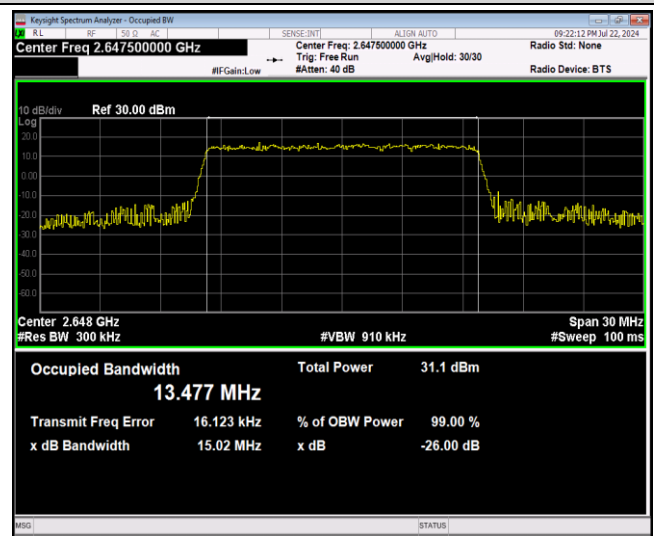 Keysight Spectrum Analyzer - Occupied BW
LXI RL RF 50 Ω AC SENSE:INT ALIGN AUTO 09:22:12 PM Jul 22, 2024
Center Freq 2.647500000 GHz Center Freq: 2.647500000 GHz Radio Std: None
Trig: Free Run Avg|Hold: 30/30
#IFGain:Low #Atten: 40 dB Radio Device: BTS
10 dB/div Ref 30.00 dBm
Log
20.0
10.0
0.00
-10.0
-20.0
-30.0
-40.0
-50.0
-60.0
Center 2.648 GHz Span 30 MHz
#Res BW 300 kHz #VBW 910 kHz #Sweep 100 ms
Occupied Bandwidth Total Power 31.1 dBm
13.477 MHz
Transmit Freq Error 16.123 kHz % of OBW Power 99.00 %
x dB Bandwidth 15.02 MHz x dB -26.00 dB
MSG STATUS